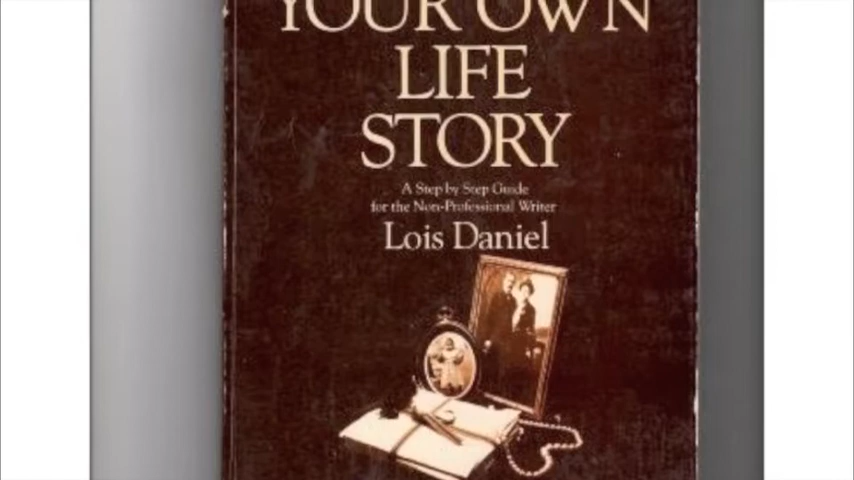 YOUR OWN
LIFE
STORY
A Step by Step Guide
for the Non-Professional Writer
Lois Daniel